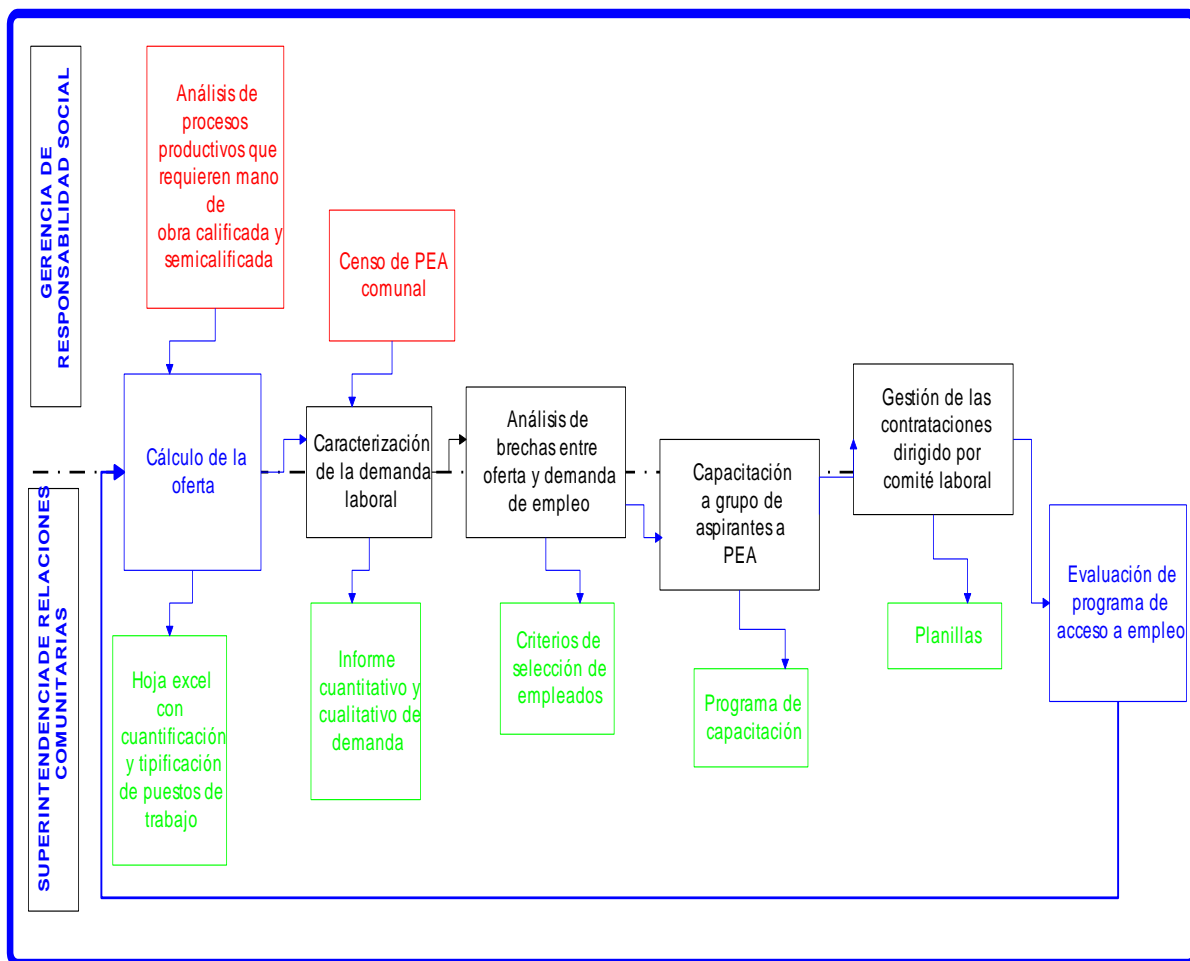 GERENCIA DE
RESPONSABILIDAD SOCIAL
Análisis de
procesos
productivos que
requieren mano
de
obra calificada y
semicalificada
Censo de PEA
comunal
Cálculo de la
oferta
Caracterización
de la demanda
laboral
Análisis de
brechas entre
oferta y demanda
de empleo
Capacitación
a grupo de
aspirantes a
PEA
Gestión de las
contrataciones
dirigido por
comité laboral
Evaluación de
programa de
acceso a empleo
SUPERINTENDENCIADE RELACIONES
COMUNITARIAS
Hoja excel
con
cuantificación
y tipificación
de puestos de
trabajo
Informe
cuantitativo y
cualitativo de
demanda
Criterios de
selección de
empleados
Programa de
capacitación
Planillas